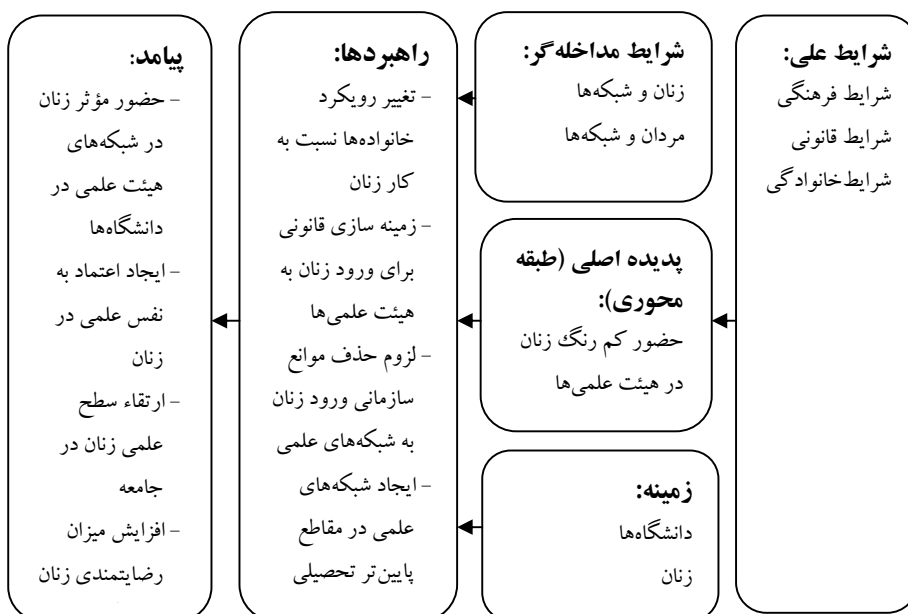 شرایط علی:
شرایط فرهنگی
شرایط قانونی
شرایط خانوادگی
شرایط مداخله‌گر:
زنان و شبکه‌ها
مردان و شبکه‌ها
پدیده اصلی (طبقه
محوری):
حضور کم رنگ زنان
در هیئت علمی‌ها
زمینه:
دانشگاه‌ها
زنان
راهبردها:
- تغییر رویکرد
خانواده‌ها نسبت به
کار زنان
- زمینه سازی قانونی
برای ورود زنان به
هیئت علمی‌ها
- لزوم حذف موانع
سازمانی ورود زنان
به شبکه‌های علمی
- ایجاد شبکه‌های
علمی در مقاطع
پایین‌تر تحصیلی
پیامد:
- حضور مؤثر زنان
در شبکه‌های
هیئت علمی در
دانشگاه‌ها
- ایجاد اعتماد به
نفس علمی در
زنان
- ارتقاء سطح
علمی زنان در
جامعه
- افزایش میزان
رضایتمندی زنان